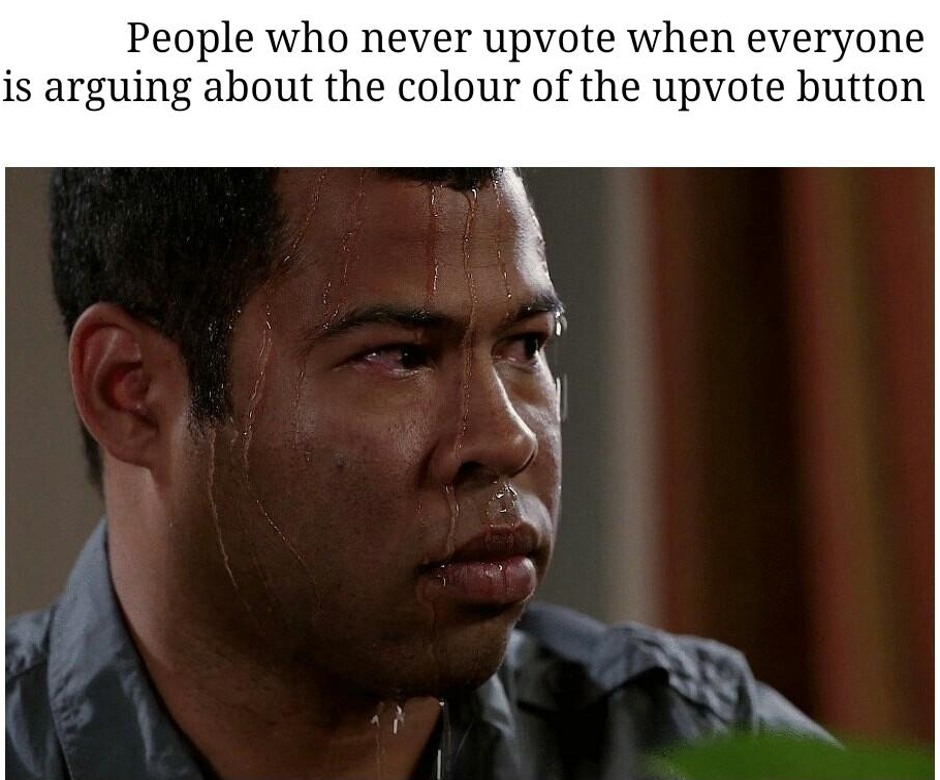 People who never upvote when everyone
is arguing about the colour of the upvote button